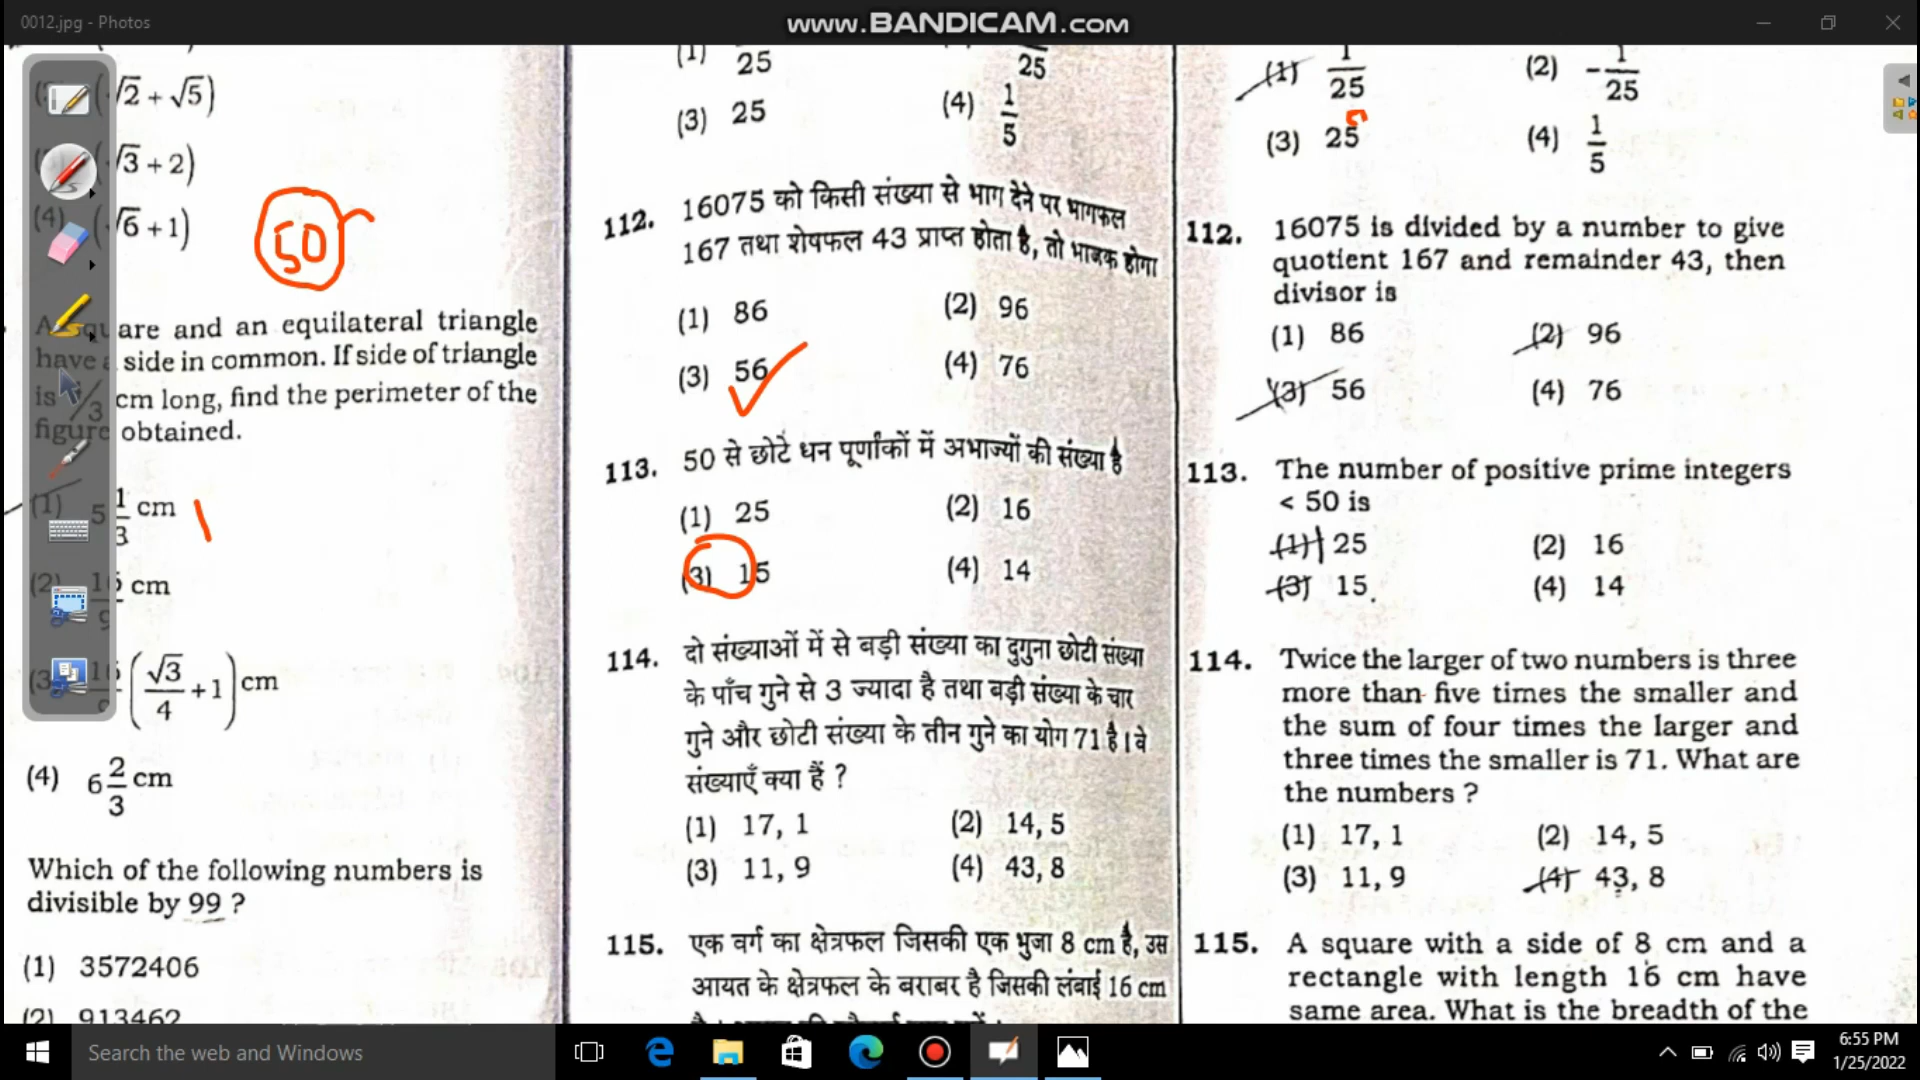 0012.jpg - Photos
www.BANDICAM.com
√2 + √5)
√3 + 2)
(4) (√6 + 1)
50
square and an equilateral triangle
have a side in common. If side of triangle
cm long, find the perimeter of the
figure obtained.
(1) 5 1/3 cm
(2) 16/9 cm
(3) 16/9 (√3/4 + 1) cm
(4) 6 2/3 cm
Which of the following numbers is
divisible by 99 ?
(1) 3572406
(2) 913462
(1) 25
25
(3) 25 (4) 1/5
112. 16075 को किसी संख्या से भाग देने पर भागफल
167 तथा शेषफल 43 प्राप्त होता है, तो भाजक होगा
(1) 86 (2) 96
(3) 56 (4) 76
113. 50 से छोटे धन पूर्णांकों में अभाज्यों की संख्या है
(1) 25 (2) 16
(3) 15 (4) 14
114. दो संख्याओं में से बड़ी संख्या का दुगुना छोटी संख्या
के पाँच गुने से 3 ज्यादा है तथा बड़ी संख्या के चार
गुने और छोटी संख्या के तीन गुने का योग 71 है । वे
संख्याएँ क्या हैं ?
(1) 17, 1 (2) 14, 5
(3) 11, 9 (4) 43, 8
115. एक वर्ग का क्षेत्रफल जिसकी एक भुजा 8 cm है, उस
आयत के क्षेत्रफल के बराबर है जिसकी लंबाई 16 cm
(1) 1/25 (2) -1/25
(3) 25 (4) 1/5
112. 16075 is divided by a number to give
quotient 167 and remainder 43, then
divisor is
(1) 86 (2) 96
(3) 56 (4) 76
113. The number of positive prime integers
< 50 is
(1) 25 (2) 16
(3) 15 (4) 14
114. Twice the larger of two numbers is three
more than five times the smaller and
the sum of four times the larger and
three times the smaller is 71. What are
the numbers ?
(1) 17, 1 (2) 14, 5
(3) 11, 9 (4) 43, 8
115. A square with a side of 8 cm and a
rectangle with length 16 cm have
same area. What is the breadth of the
Search the web and Windows
6:55 PM
1/25/2022